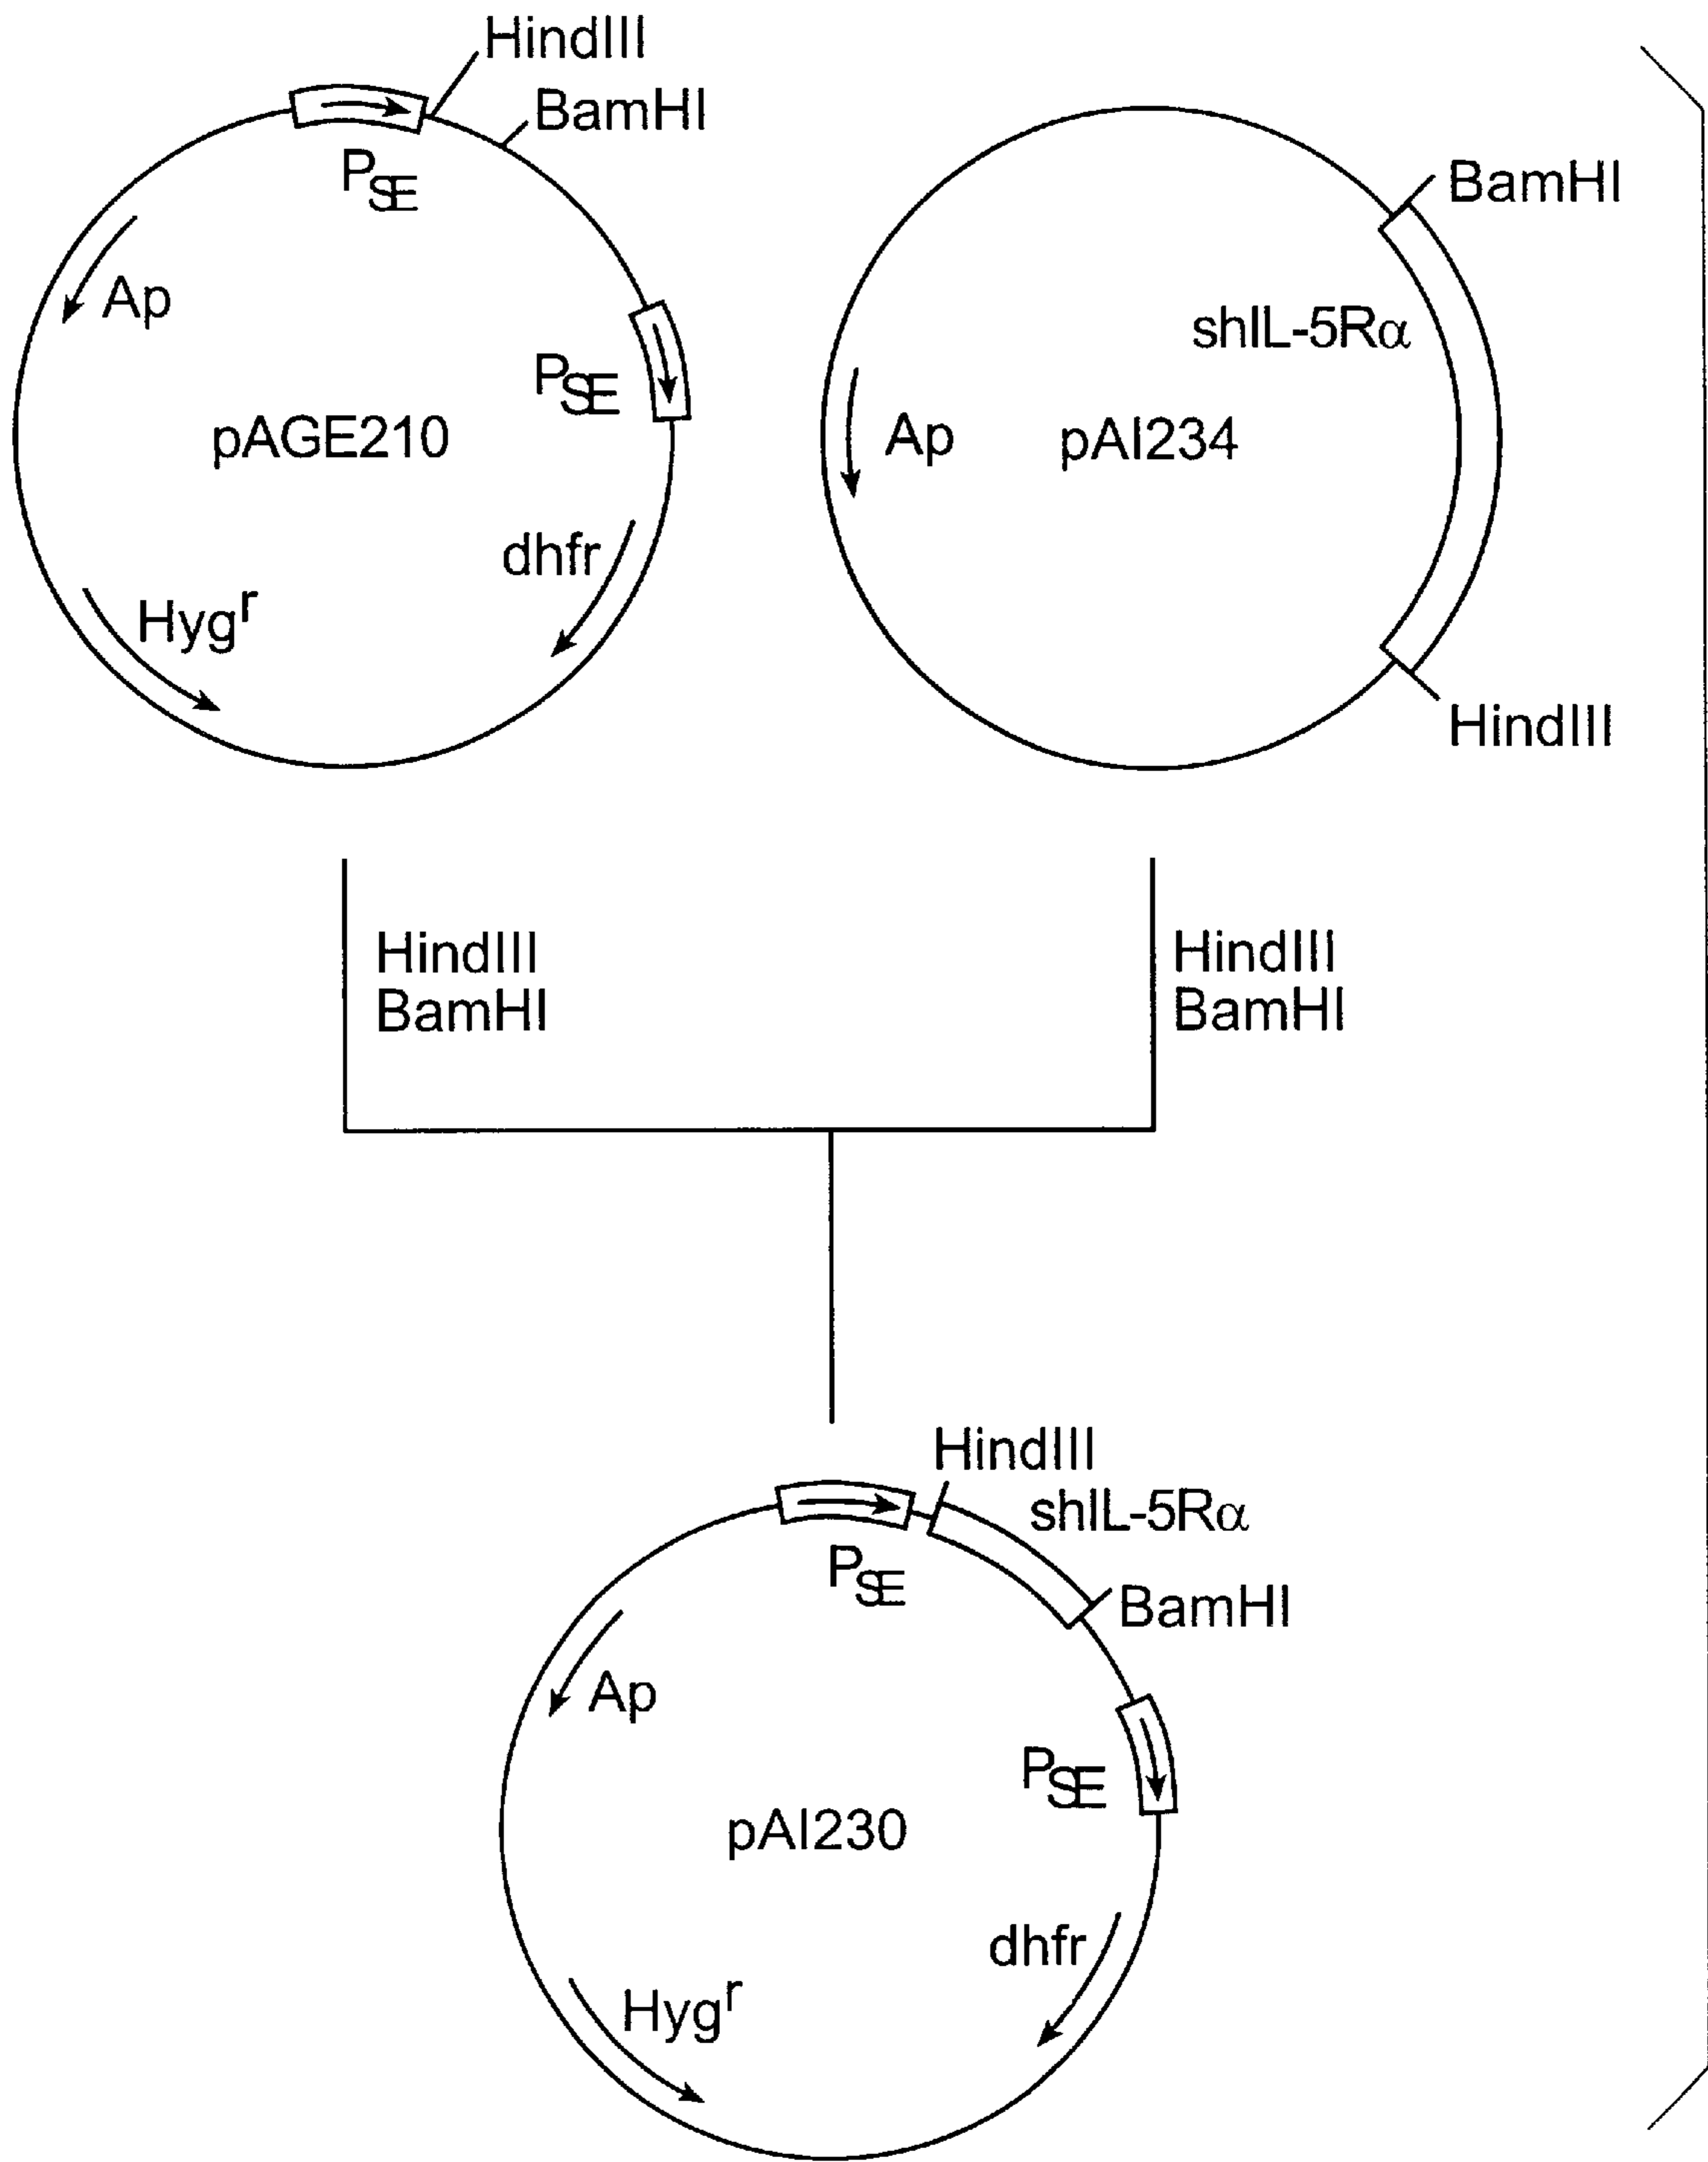 HindIII
BamHI
PSE
Ap
PSE
pAGE210
dhfr
Hygr
BamHI
shIL-5Rα
Ap
pAI234
HindIII
HindIII
BamHI
HindIII
BamHI
HindIII
shIL-5Rα
PSE
BamHI
Ap
PSE
pAI230
dhfr
Hygr